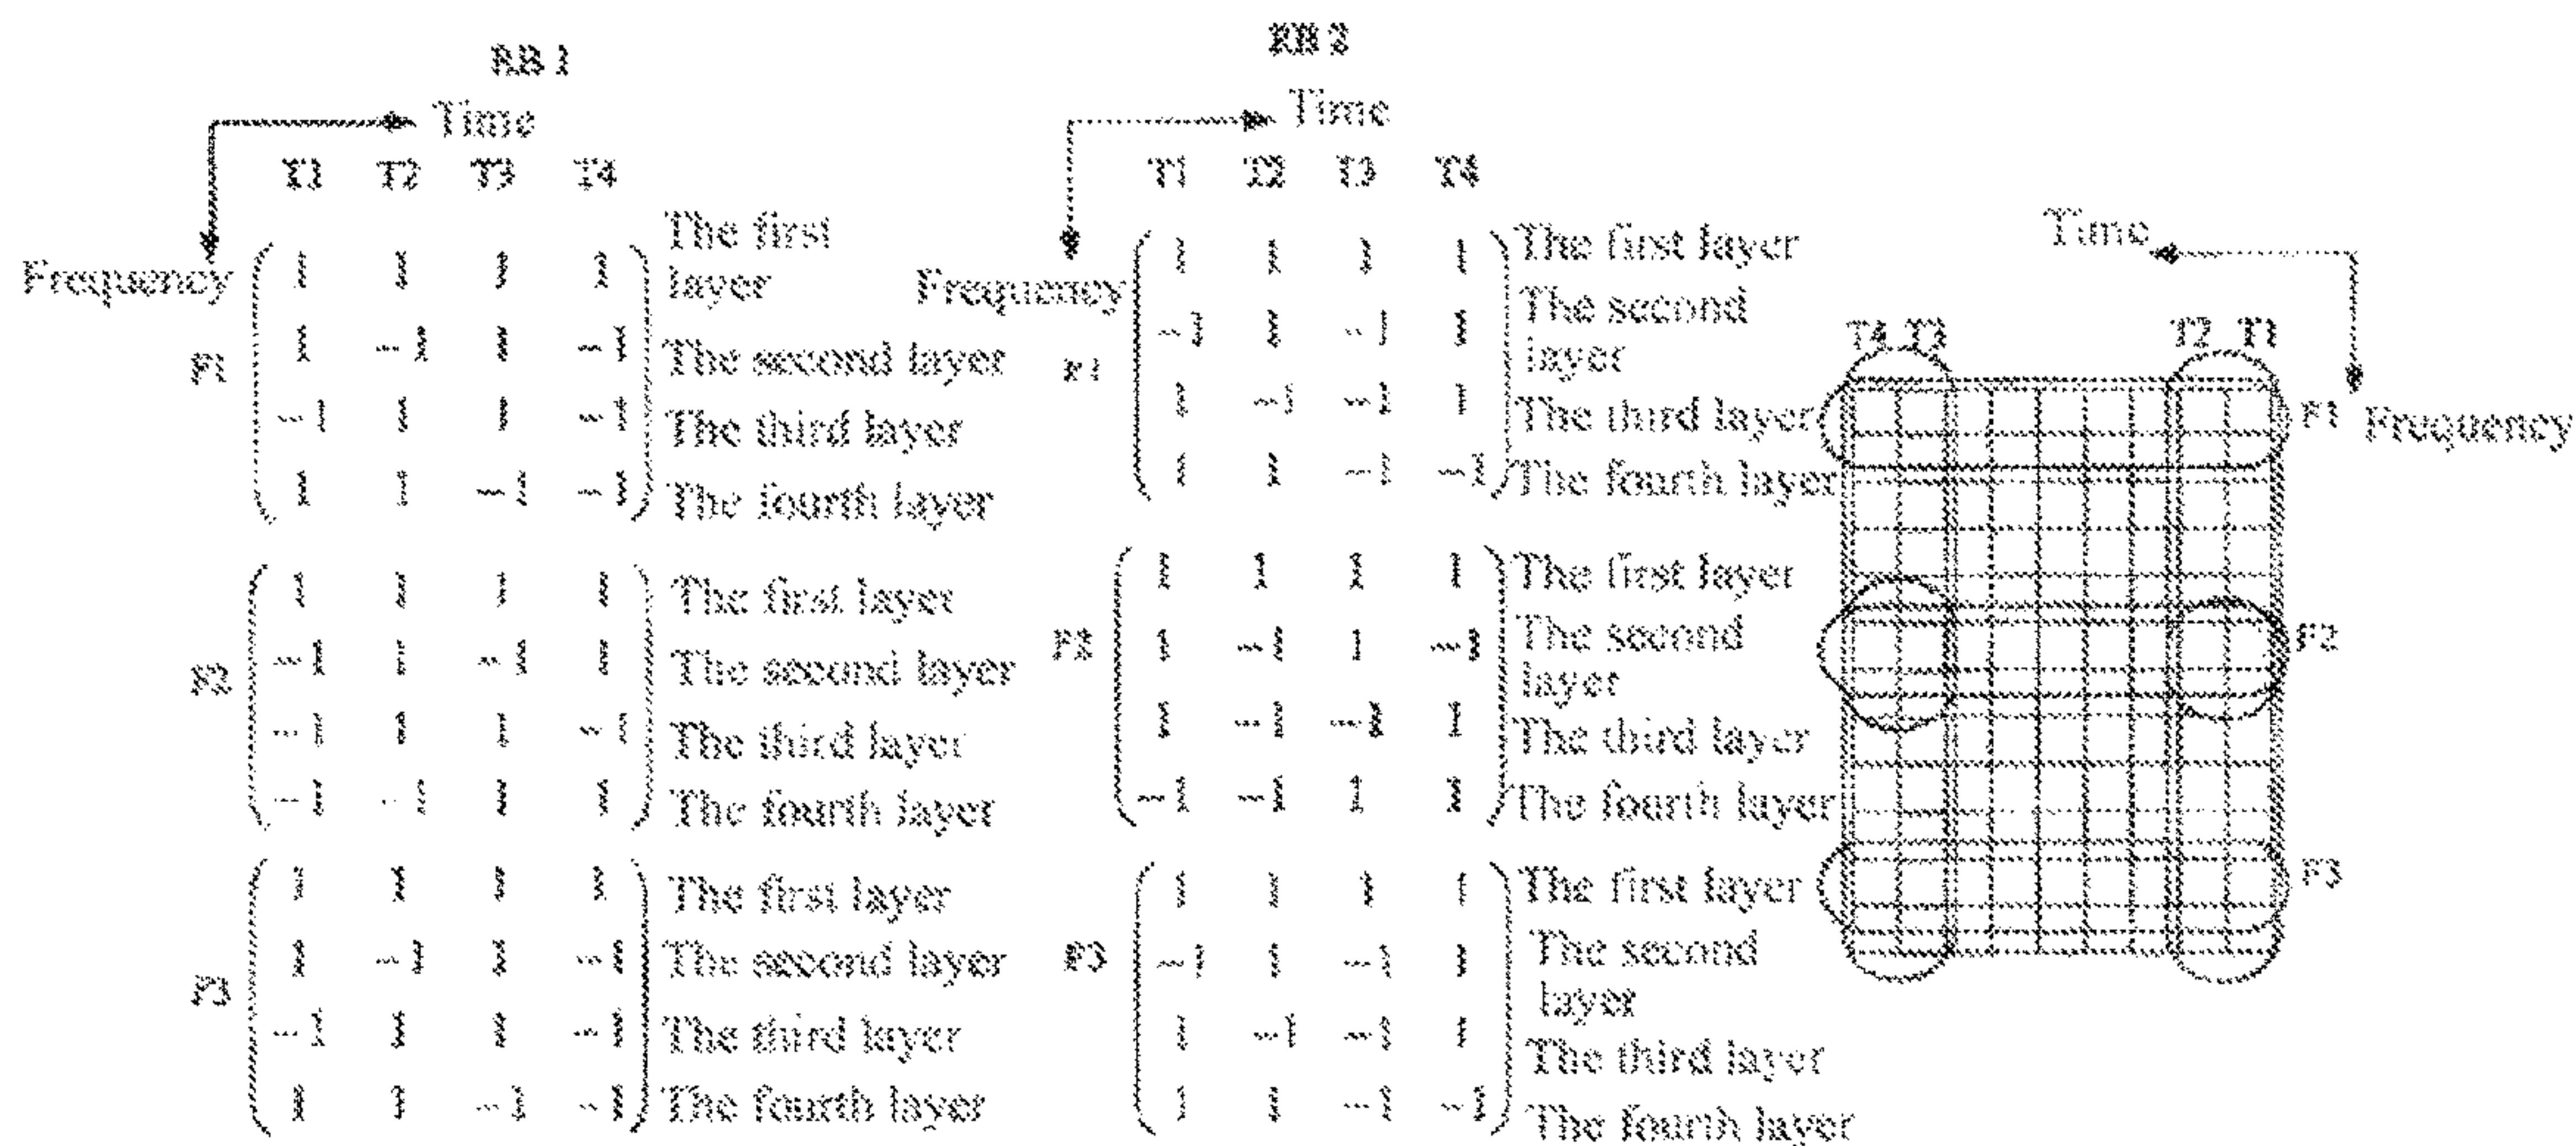 RB 1
Time
T1 T2 T3 T4
Frequency
F1
1 1 1 1 The first layer
1 -1 1 -1 The second layer
-1 1 1 -1 The third layer
1 1 -1 -1 The fourth layer
F2
1 1 1 1 The first layer
-1 1 -1 1 The second layer
-1 1 1 -1 The third layer
-1 -1 1 1 The fourth layer
F3
1 1 1 1 The first layer
1 -1 1 -1 The second layer
-1 1 1 -1 The third layer
1 1 -1 -1 The fourth layer
RB 2
Time
T1 T2 T3 T4
Frequency
F1
1 1 1 1 The first layer
-1 1 -1 1 The second layer
1 -1 -1 1 The third layer
1 1 -1 -1 The fourth layer
F2
1 1 1 1 The first layer
1 -1 1 -1 The second layer
1 -1 -1 1 The third layer
-1 -1 1 1 The fourth layer
F3
1 1 1 1 The first layer
-1 1 -1 1 The second layer
1 -1 -1 1 The third layer
1 1 -1 -1 The fourth layer
Time
T4 T3 T2 T1
F1 Frequency
F2
F3